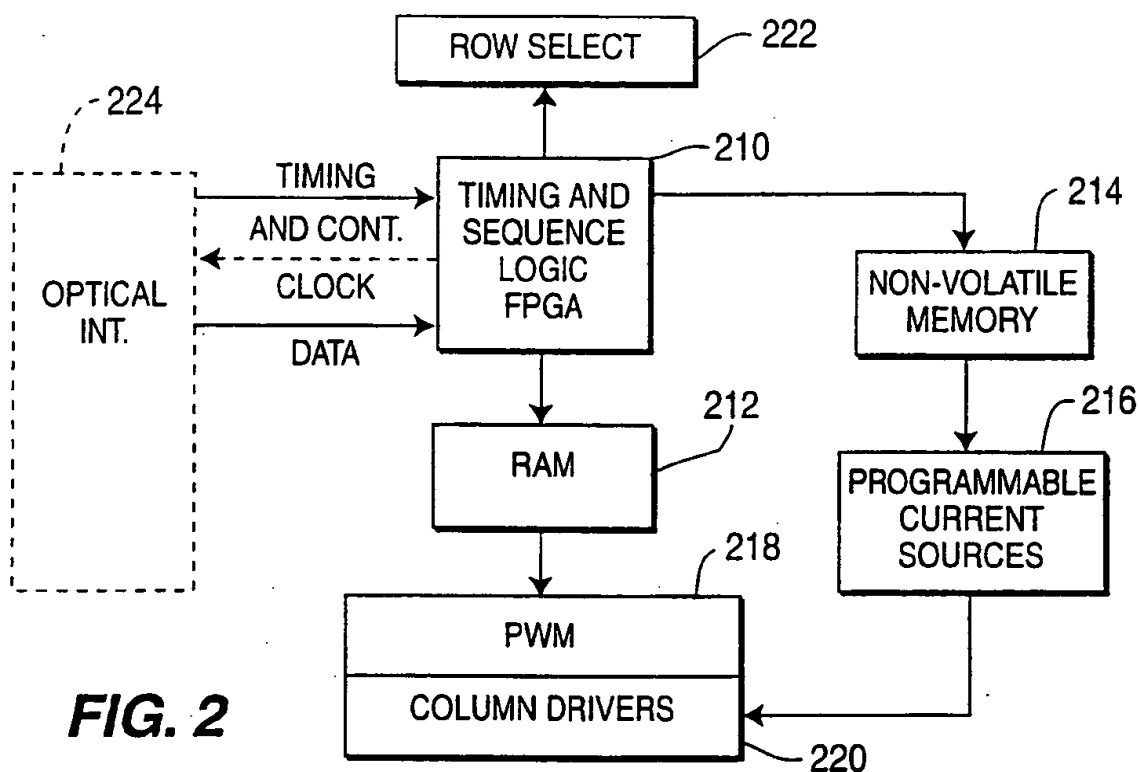 ROW SELECT
222
224
210
TIMING
AND CONT.
CLOCK
DATA
OPTICAL
INT.
TIMING AND
SEQUENCE
LOGIC
FPGA
214
NON-VOLATILE
MEMORY
212
RAM
216
PROGRAMMABLE
CURRENT
SOURCES
218
PWM
COLUMN DRIVERS
220
FIG. 2